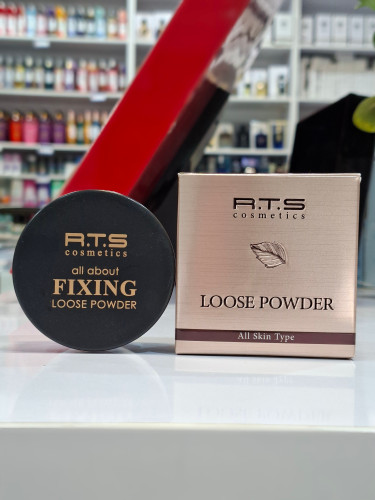 R.T.S
cosmetics
all about
FIXING
LOOSE POWDER
R.T.S
cosmetics
LOOSE POWDER
All Skin Type